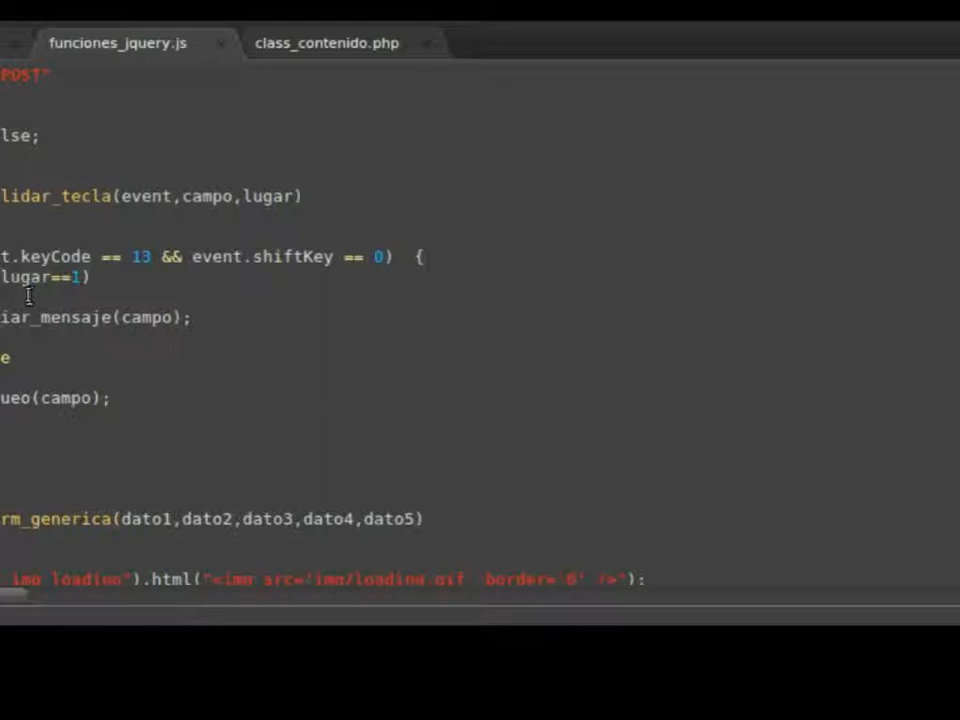 funciones_jquery.js class_contenido.php
POST"
lse;
lidar_tecla(event,campo,lugar)
t.keyCode == 13 && event.shiftKey == 0) {
lugar==1)
iar_mensaje(campo);
e
ueo(campo);
rm_generica(dato1,dato2,dato3,dato4,dato5)
img_loading").html("<img src='img/loading.gif' border='0' />");